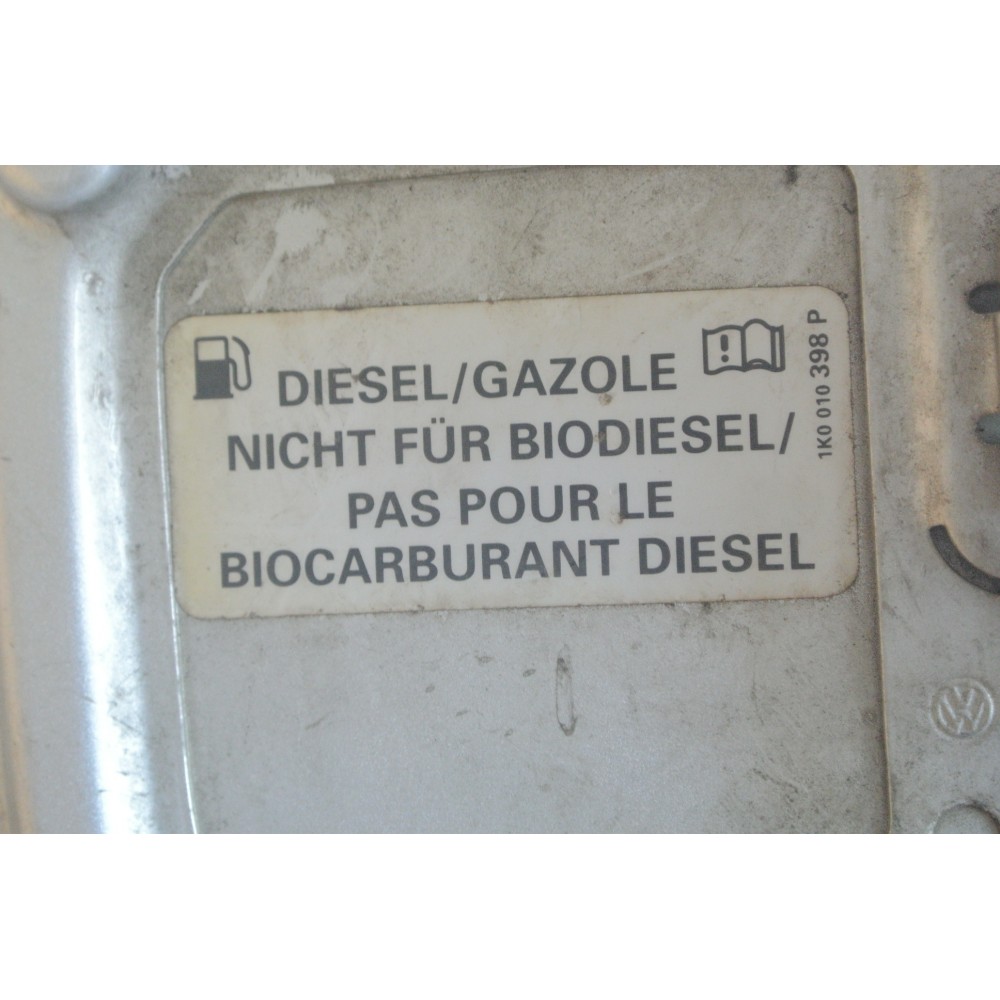 DIESEL/GAZOLE
NICHT FÜR BIODIESEL/
PAS POUR LE
BIOCARBURANT DIESEL
1K0 010 398 P